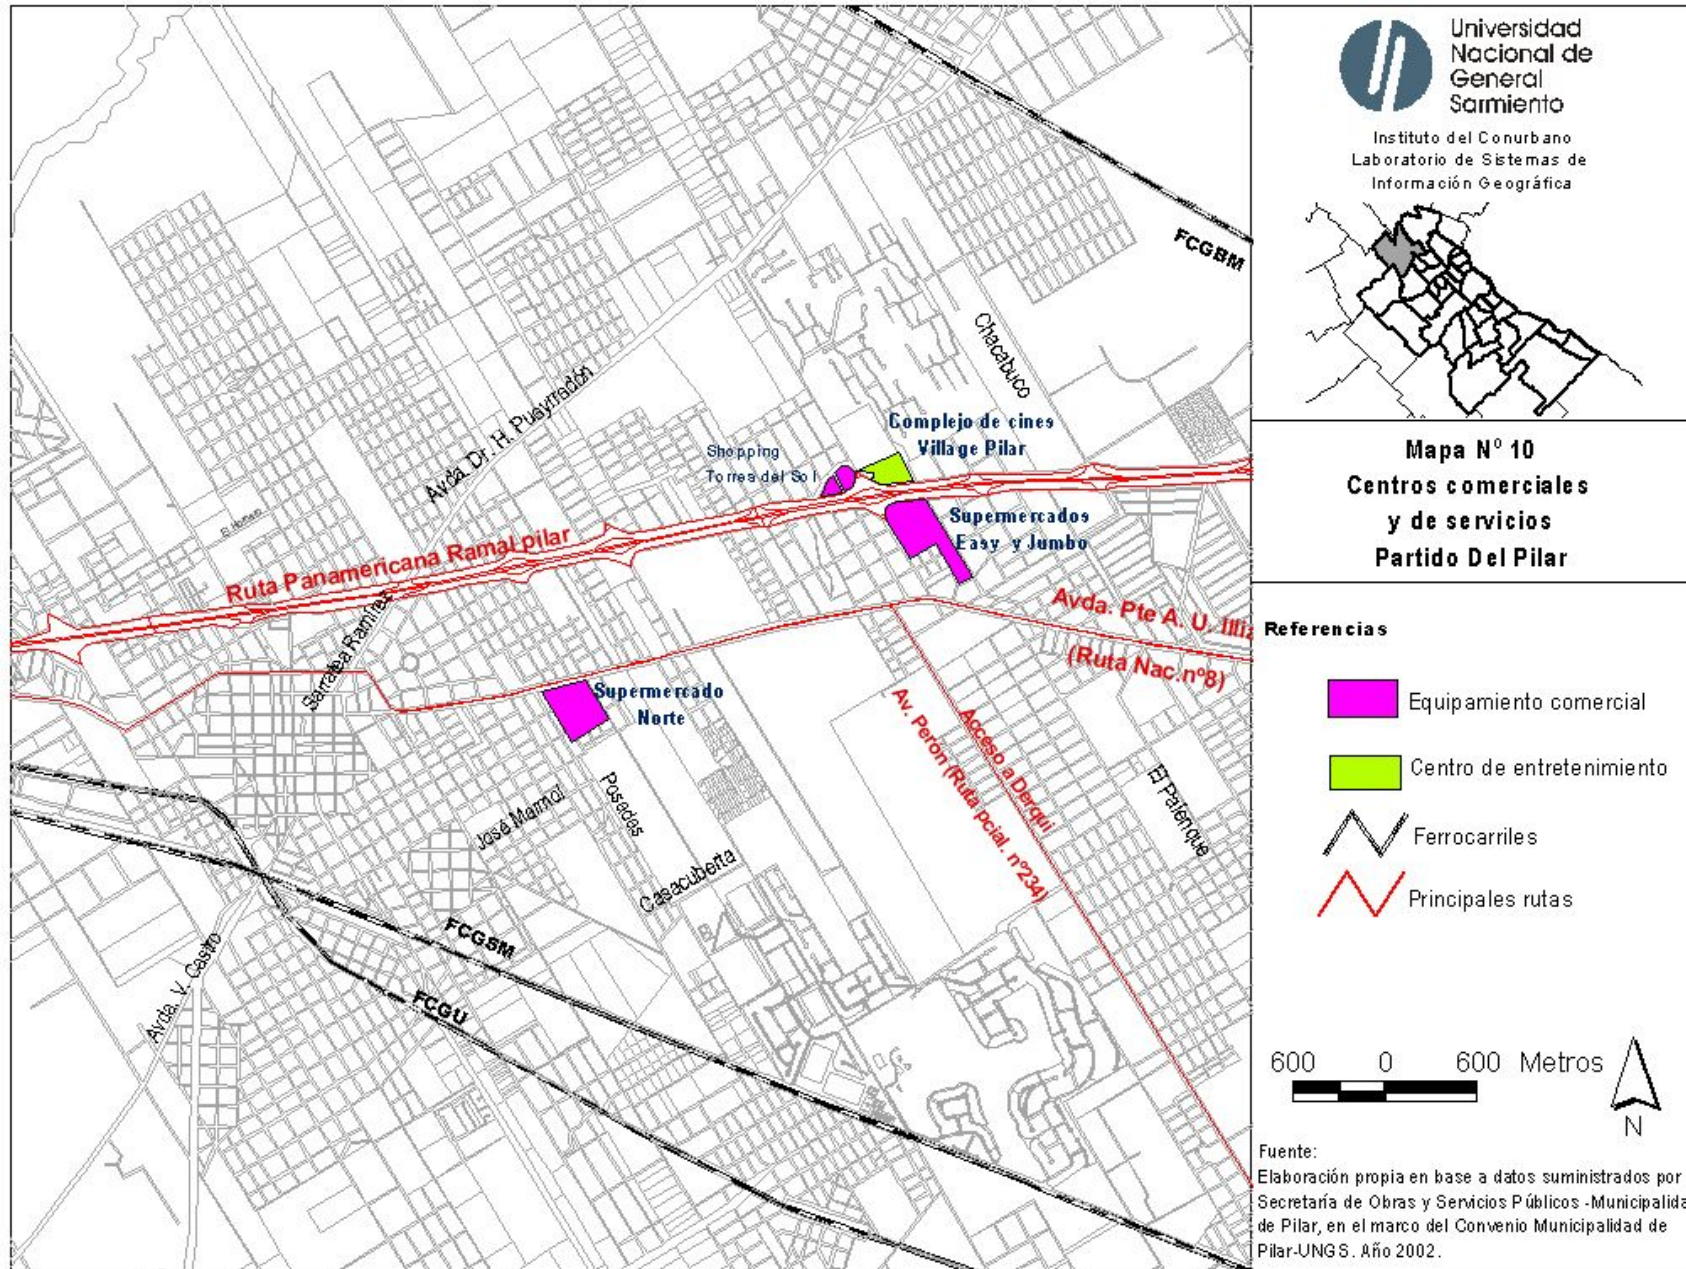 Universidad
Nacional de
General
Sarmiento
Instituto del Conurbano
Laboratorio de Sistemas de
Información Geográfica
Mapa Nº 10
Centros comerciales
y de servicios
Partido Del Pilar
Referencias
Equipamiento comercial
Centro de entretenimiento
Ferrocarriles
Principales rutas
600 0 600 Metros
N
Fuente:
Elaboración propia en base a datos suministrados por
Secretaría de Obras y Servicios Públicos -Municipalida
de Pilar, en el marco del Convenio Municipalidad de
Pilar-UNGS. Año 2002.
FCGBM
Chacabuco
Avda. Dr. H. Pueyrredón
Complejo de cines
Village Pilar
Shopping
Torres del Sol
Supermercados
Easy y Jumbo
Ruta Panamericana Ramal pilar
Sarratea Ramírez
Avda. Pte A. U. Illia
(Ruta Nac.nº8)
Supermercado
Norte
Acceso a Derqui
Av. Perón (Ruta pcial. nº234)
El Palenque
José Marmol
Posadas
Casacuberta
FCGSM
FCGU
Avda. V. Castro